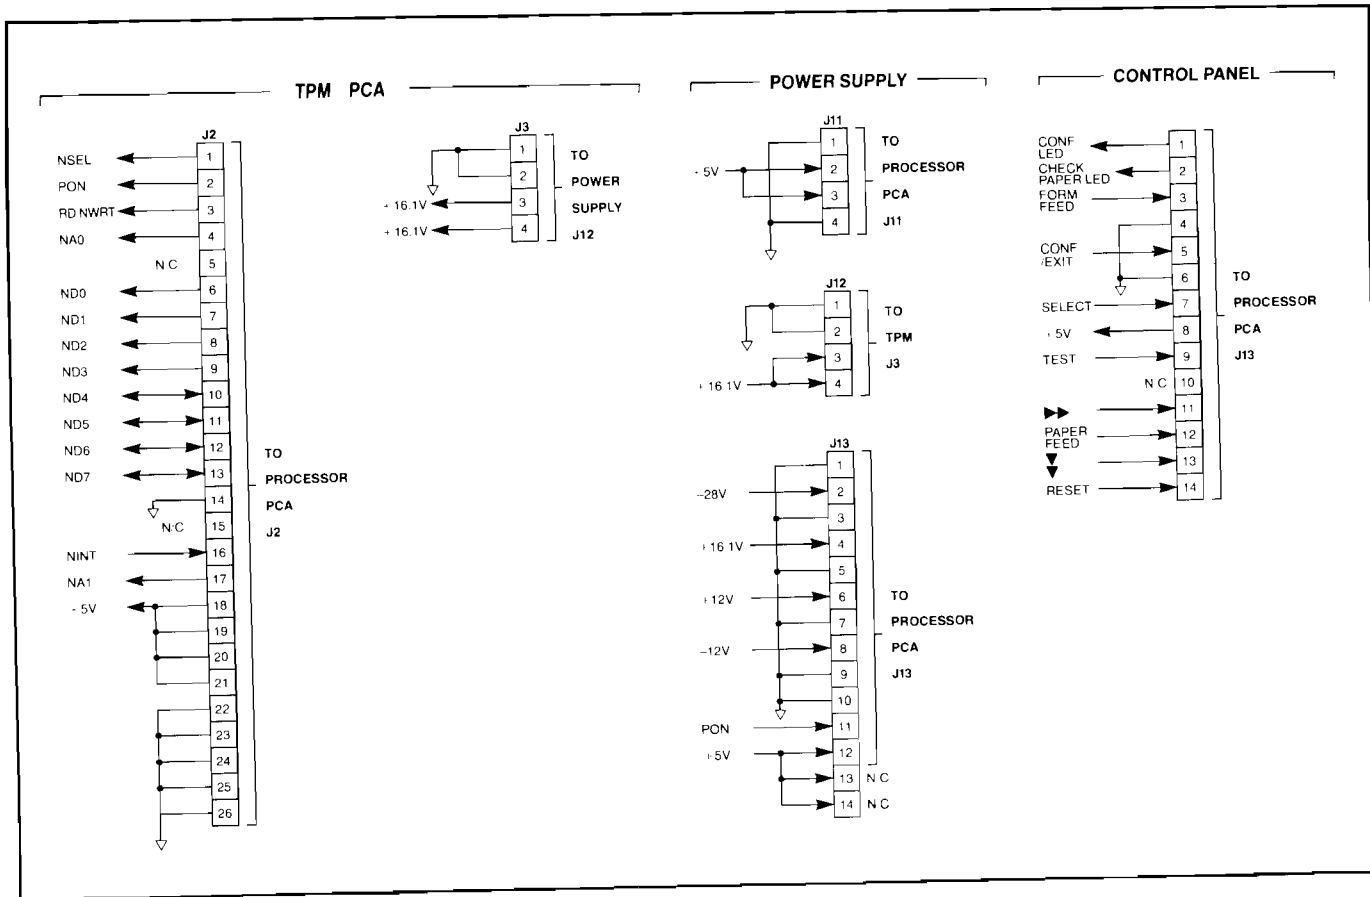 TPM PCA
J2
NSEL 1
PON 2
RD NWRT 3
NA0 4
N C 5
ND0 6
ND1 7
ND2 8
ND3 9
ND4 10
ND5 11
ND6 12
ND7 13
14
N.C 15
NINT 16
NA1 17
- 5V 18
19
20
21
22
23
24
25
26
TO
PROCESSOR
PCA
J2
J3
1
2
+ 16.1V 3
+ 16.1V 4
TO
POWER
SUPPLY
J12
POWER SUPPLY
J11
1
- 5V 2
3
4
TO
PROCESSOR
PCA
J11
J12
1
2
3
+ 16 1V 4
TO
TPM
J3
J13
1
−28V 2
3
+16 1V 4
5
+12V 6
7
−12V 8
9
10
PON 11
+5V 12
13 N C
14 N C
TO
PROCESSOR
PCA
J13
CONTROL PANEL
CONF
LED 1
CHECK
PAPER LED 2
FORM
FEED 3
4
CONF
/EXIT 5
6
SELECT 7
+ 5V 8
TEST 9
N C 10
11
PAPER
FEED 12
13
RESET 14
TO
PROCESSOR
PCA
J13